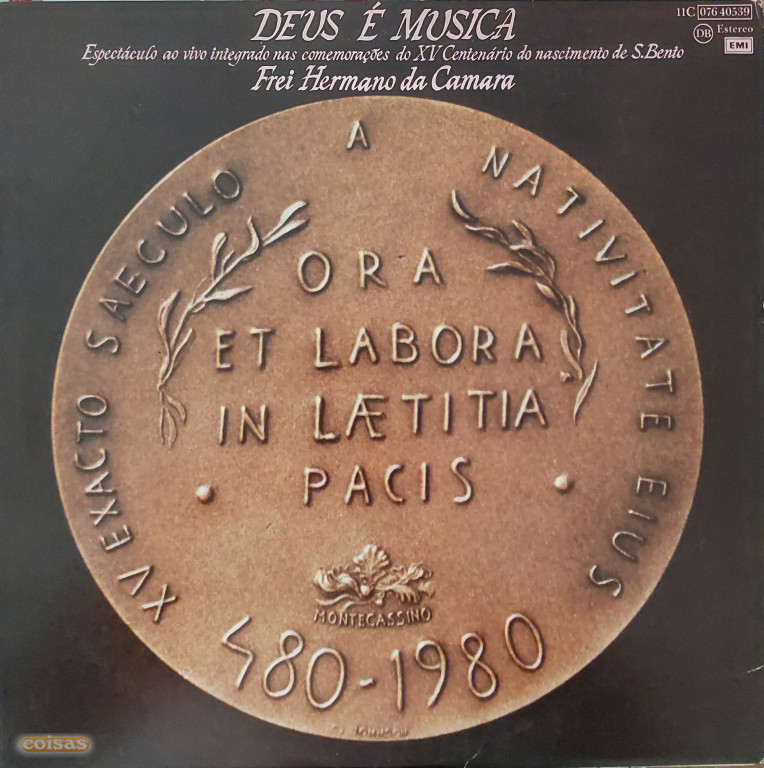 DEUS É MUSICA
Espectáculo ao vivo integrado nas comemorações do XV Centenário do nascimento de S.Bento
Frei Hermano da Camara
11C 076 40539
DB Estereo
EMI
XV EXACTO SAECULO A NATIVITATE EIUS
ORA
ET LABORA
IN LÆTITIA
PACIS
MONTECASSINO
480-1980
coisas